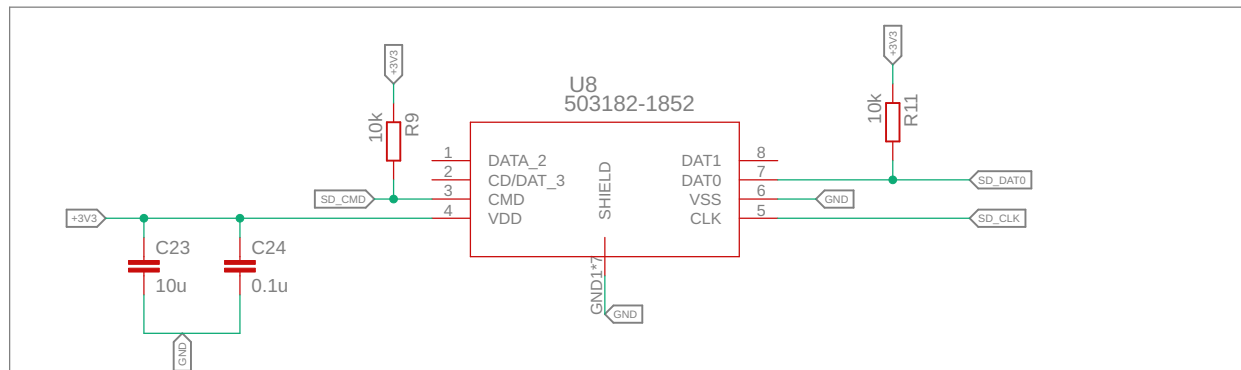 +3V3
+3V3
U8
503182-1852
10k
R9
10k
R11
1
DATA_2
DAT1
8
2
CD/DAT_3
DAT0
7
SD_DAT0
SD_CMD
3
CMD
VSS
6
GND
+3V3
4
VDD
CLK
5
SD_CLK
SHIELD
C23
C24
10u
0.1u
GND1*7
GND
GND